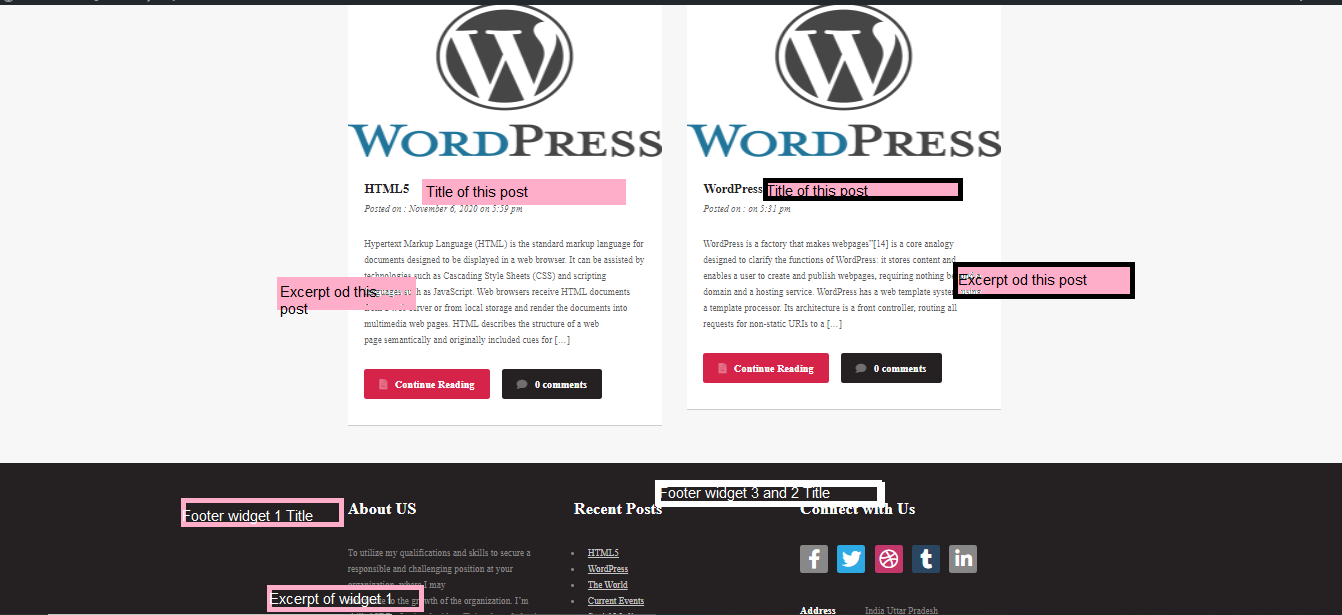 WORDPRESS
WORDPRESS
HTML5
Title of this post
Posted on : November 6, 2020 on 5:59 pm
WordPress
Title of this post
Posted on : on 5:31 pm
Hypertext Markup Language (HTML) is the standard markup language for
documents designed to be displayed in a web browser. It can be assisted by
technologies such as Cascading Style Sheets (CSS) and scripting
languages such as JavaScript. Web browsers receive HTML documents
from a web server or from local storage and render the documents into
multimedia web pages. HTML describes the structure of a web
page semantically and originally included cues for […]
Excerpt od this
post
WordPress is a factory that makes webpages"[14] is a core analogy
designed to clarify the functions of WordPress: it stores content and
enables a user to create and publish webpages, requiring nothing
domain and a hosting service. WordPress has a web template system using
a template processor. Its architecture is a front controller, routing all
requests for non-static URIs to a […]
Excerpt od this post
Continue Reading
0 comments
Continue Reading
0 comments
Footer widget 1 Title
About US
To utilize my qualifications and skills to secure a
responsible and challenging position at your
organization, where I may
to the growth of the organization. I'm
Excerpt of widget 1
Footer widget 3 and 2 Title
Recent Posts
HTML5
WordPress
The World
Current Events
Connect with Us
f
t
in
Address
India Uttar Pradesh